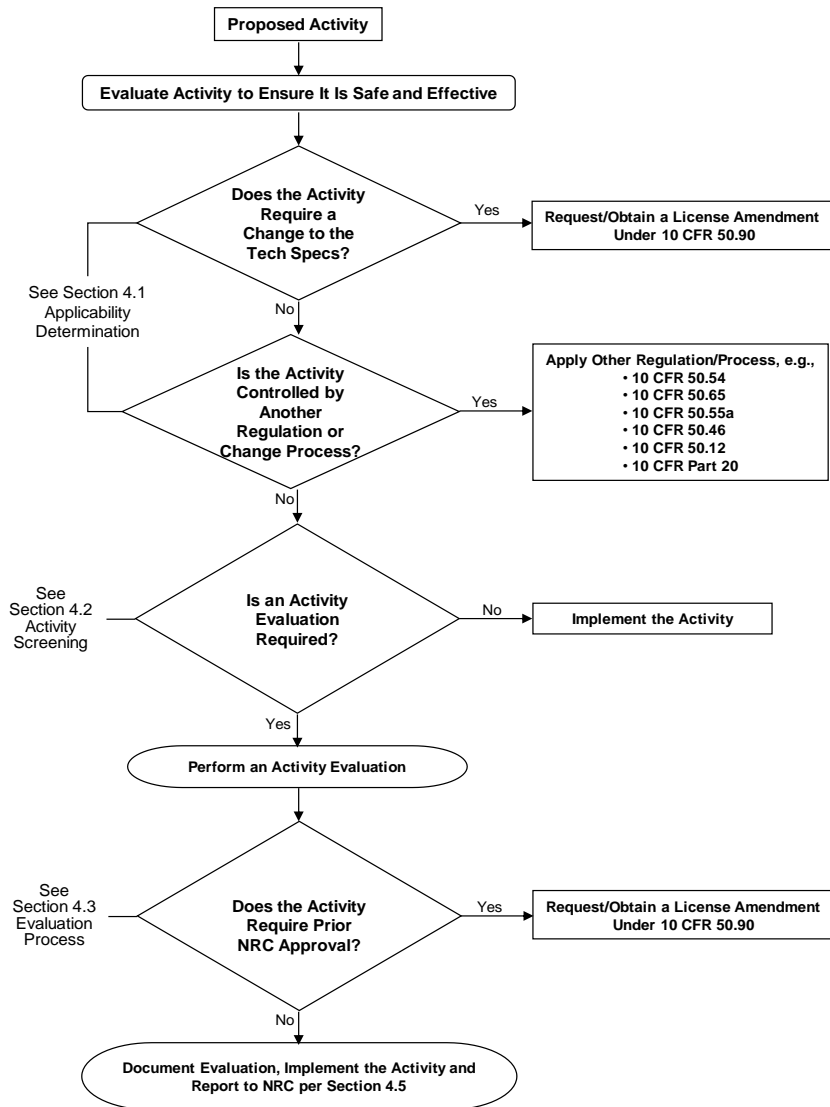 Proposed Activity
Evaluate Activity to Ensure It Is Safe and Effective
Does the Activity
Require a
Change to the
Tech Specs?
Yes
Request/Obtain a License Amendment
Under 10 CFR 50.90
See Section 4.1
Applicability
Determination
No
Is the Activity
Controlled by
Another
Regulation or
Change Process?
Yes
Apply Other Regulation/Process, e.g.,
• 10 CFR 50.54
• 10 CFR 50.65
• 10 CFR 50.55a
• 10 CFR 50.46
• 10 CFR 50.12
• 10 CFR Part 20
No
See
Section 4.2
Activity
Screening
Is an Activity
Evaluation
Required?
No
Implement the Activity
Yes
Perform an Activity Evaluation
See
Section 4.3
Evaluation
Process
Does the Activity
Require Prior
NRC Approval?
Yes
Request/Obtain a License Amendment
Under 10 CFR 50.90
No
Document Evaluation, Implement the Activity and
Report to NRC per Section 4.5